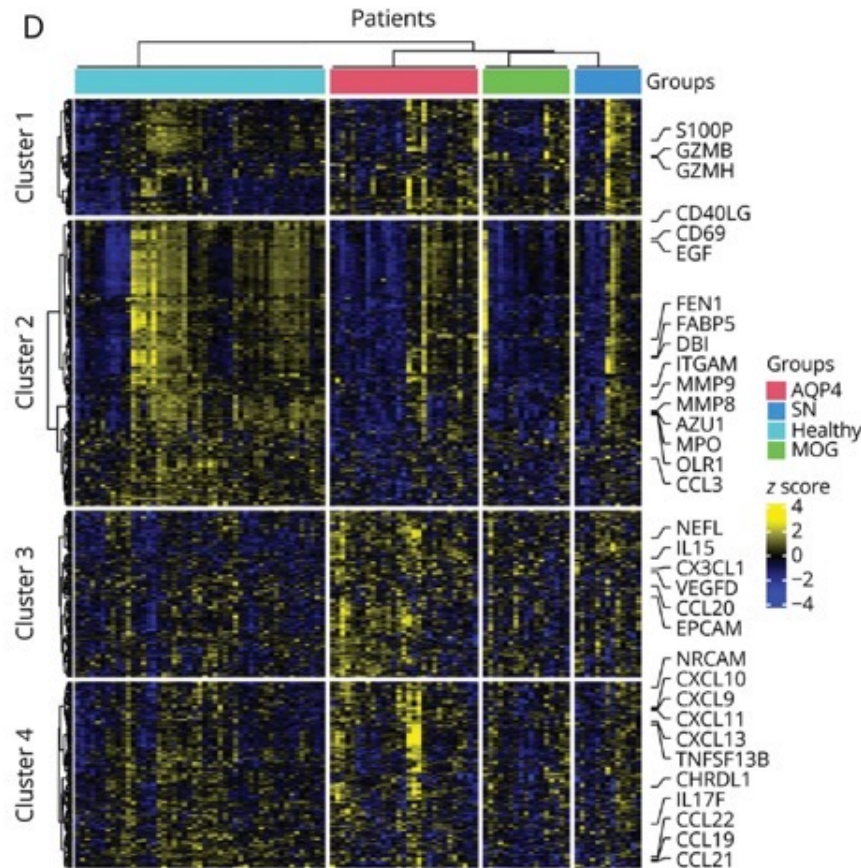 D
Patients
Groups
Cluster 1
S100P
GZMB
GZMH
CD40LG
CD69
EGF
Cluster 2
FEN1
FABP5
DBI
ITGAM
MMP9
MMP8
AZU1
MPO
OLR1
CCL3
Groups
AQP4
SN
Healthy
MOG
z score
4
2
0
−2
−4
Cluster 3
NEFL
IL15
CX3CL1
VEGFD
CCL20
EPCAM
Cluster 4
NRCAM
CXCL10
CXCL9
CXCL11
CXCL13
TNFSF13B
CHRDL1
IL17F
CCL22
CCL19
CCL21